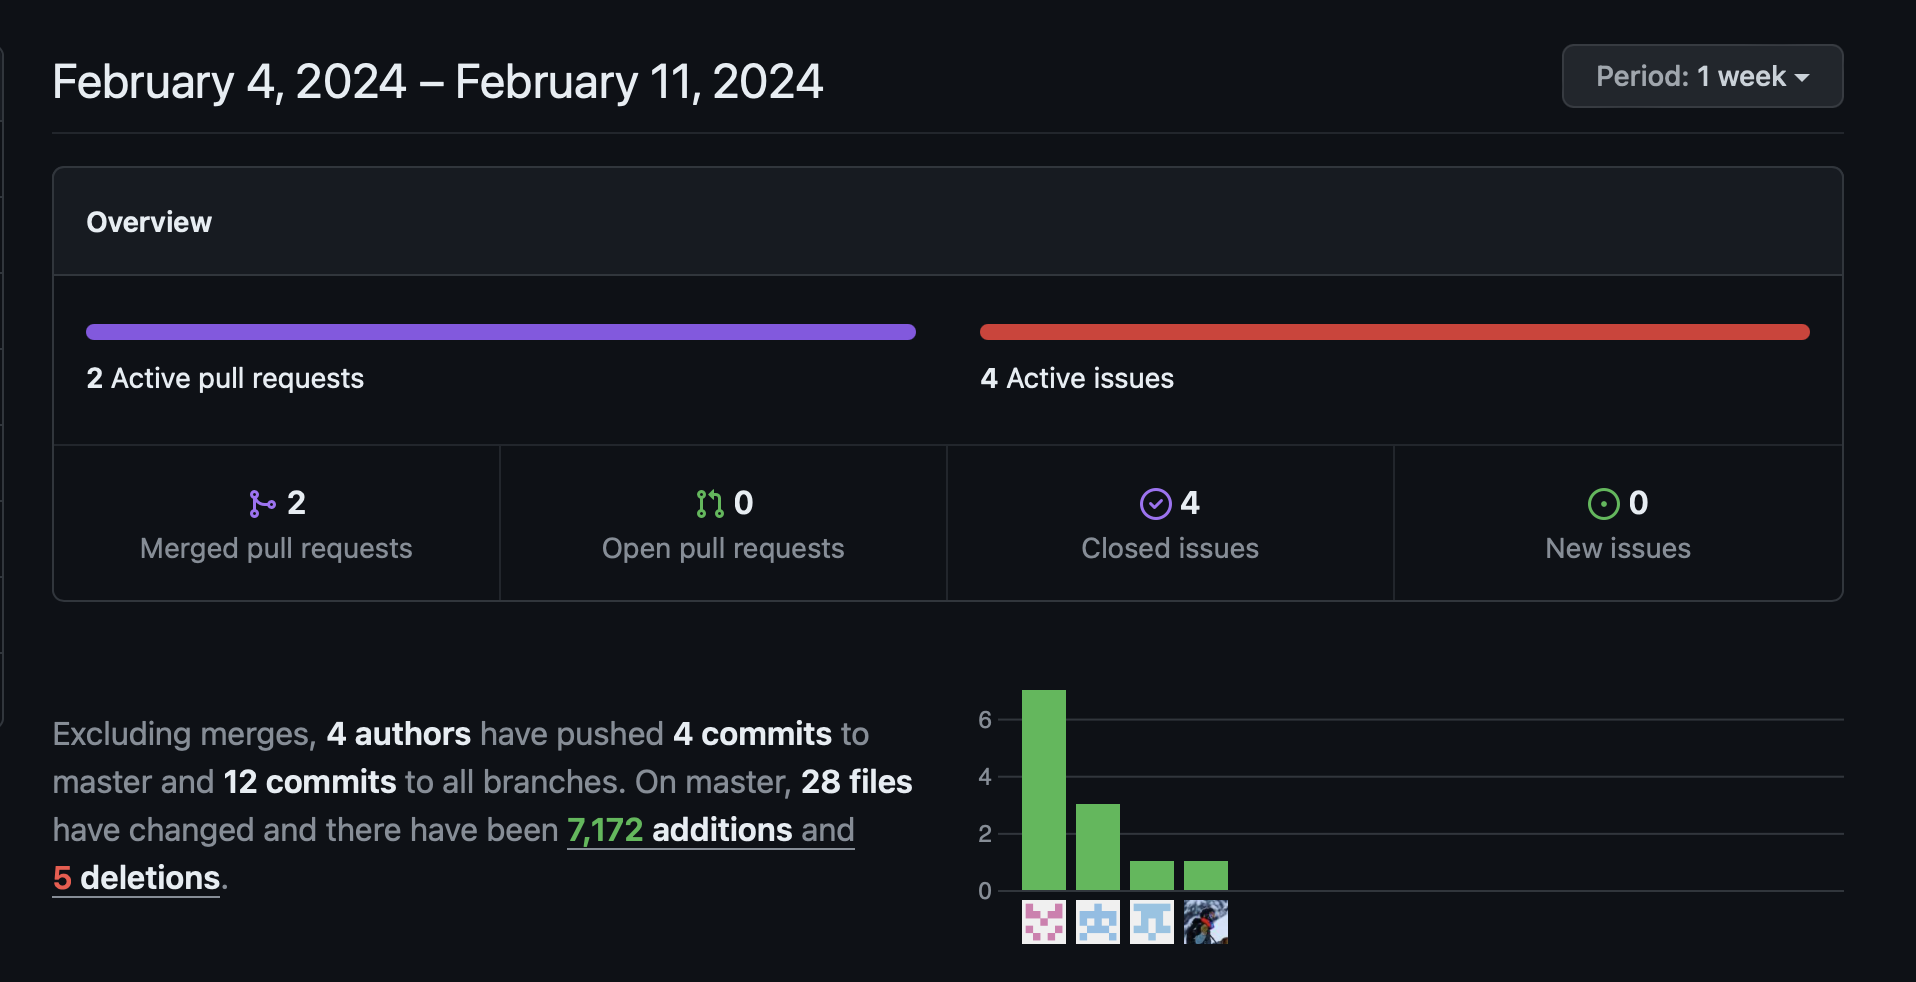 February 4, 2024 – February 11, 2024
Period: 1 week
Overview
2 Active pull requests
4 Active issues
2
Merged pull requests
0
Open pull requests
4
Closed issues
0
New issues
Excluding merges, 4 authors have pushed 4 commits to
master and 12 commits to all branches. On master, 28 files
have changed and there have been 7,172 additions and
5 deletions.
6
4
2
0